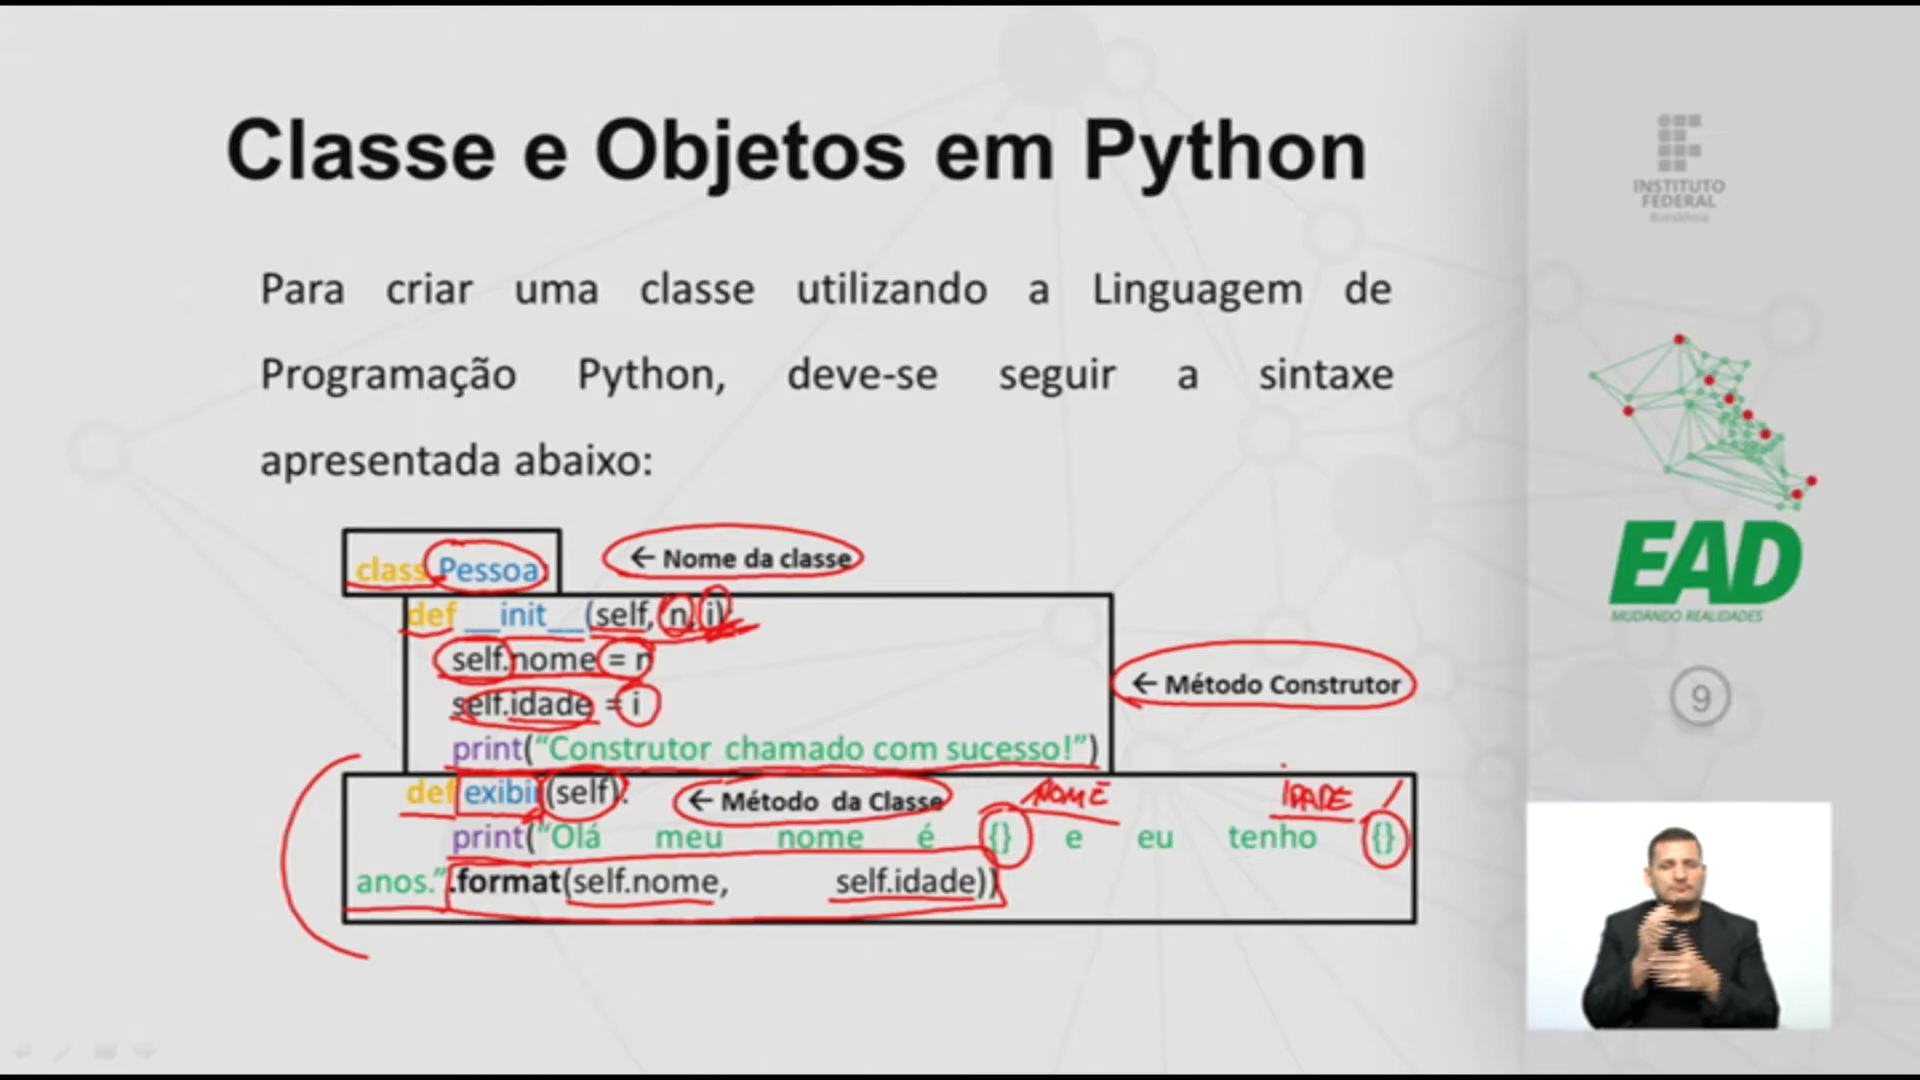 Classe e Objetos em Python
Para criar uma classe utilizando a Linguagem de
Programação Python, deve-se seguir a sintaxe
apresentada abaixo:
class Pessoa
← Nome da classe
def __init__(self, n, i):
self.nome = n
self.idade = i
← Método Construtor
print(“Construtor chamado com sucesso!”)
def exibir(self):
← Método da Classe
NOME
IDADE
print(“Olá meu nome é {} e eu tenho {}
anos.”.format(self.nome, self.idade))
INSTITUTO
FEDERAL
Rondônia
EAD
MUDANDO REALIDADES
9